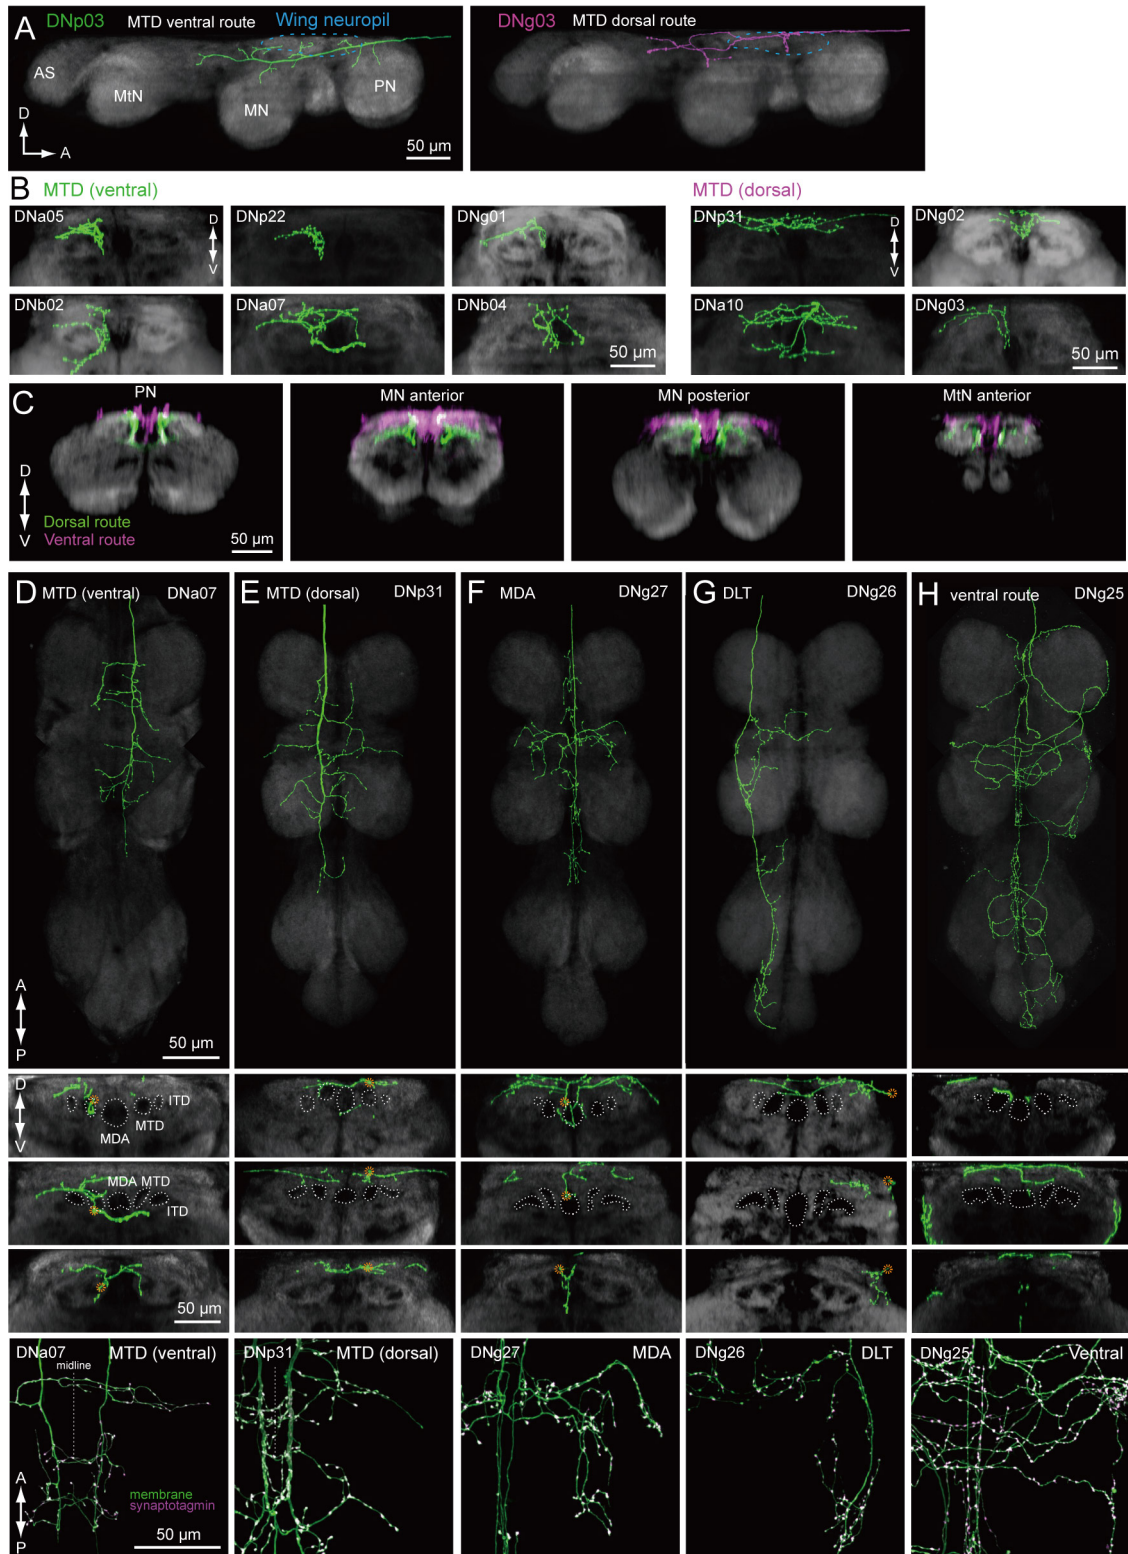 A DNp03 MTD ventral route Wing neuropil
AS MtN MN PN
D
A
50 µm
DNg03 MTD dorsal route
B MTD (ventral)
MTD (dorsal)
DNa05 D V
DNp22
DNg01
DNp31 D V
DNg02
DNb02
DNa07
DNb04
50 µm
DNa10
DNg03
50 µm
C PN
MN anterior
MN posterior
MtN anterior
D
V
Dorsal route
Ventral route
50 µm
D MTD (ventral) DNa07
E MTD (dorsal) DNp31
F MDA DNg27
G DLT DNg26
H ventral route DNg25
A
P
50 µm
D
V
ITD
MTD
MDA
MDA MTD
ITD
50 µm
DNa07 MTD (ventral)
midline
A
P
membrane
synaptotagmin
50 µm
DNp31 MTD (dorsal)
DNg27 MDA
DNg26 DLT
DNg25 Ventral